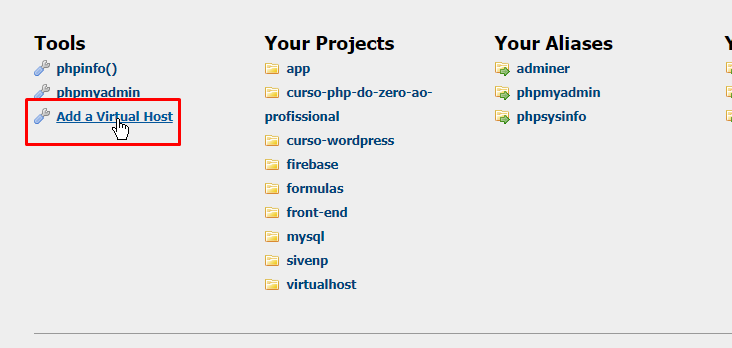 Tools
phpinfo()
phpmyadmin
Add a Virtual Host
Your Projects
app
curso-php-do-zero-ao-
profissional
curso-wordpress
firebase
formulas
front-end
mysql
sivenp
virtualhost
Your Aliases
adminer
phpmyadmin
phpsysinfo